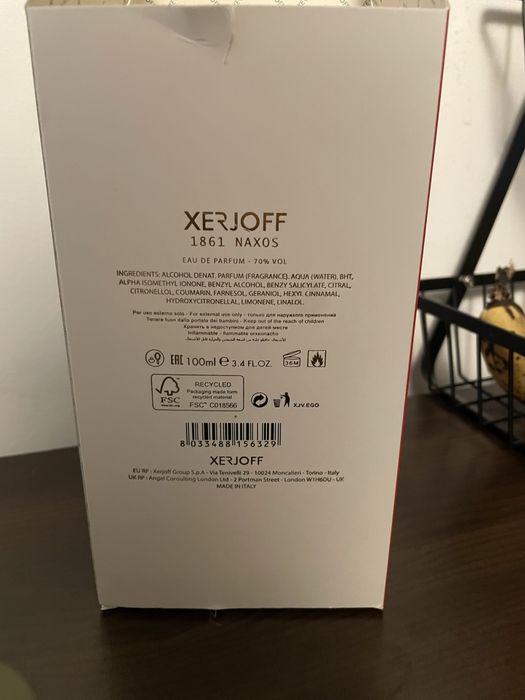 XERJOFF
1861 NAXOS
EAU DE PARFUM - 70% VOL
INGREDIENTS: ALCOHOL DENAT. PARFUM (FRAGRANCE). AQUA (WATER), BHT,
ALPHA ISOMETHYL IONONE, BENZYL ALCOHOL, BENZY SALICYLATE, CITRAL,
CITRONELLOL, COUMARIN, FARNESOL, GERANIOL, HEXYL CINNAMAL,
HYDROXYCITRONELLAL, LIMONENE, LINALOL.
Per uso esterno solo - For external use only - только для наружного применения
Tenere fuori dalla portata dei bambini - Keep out of the reach of children
Хранить в недоступном для детей месте
Infiammabile - flammable
EAC 100ml e 3.4 FL.OZ. 36M
RECYCLED
Packaging made form
recycled material
FSC
FSC™ C018566
XJV.EGO
8 033488 156329
XERJOFF
EU RP : Xerjoff Group S.p.A - Via Tenivelli 29 - 10024 Moncalieri - Torino - Italy
UK RP : Angel Consulting London Ltd - 2 Portman Street - London W1H6DU - UK
MADE IN ITALY